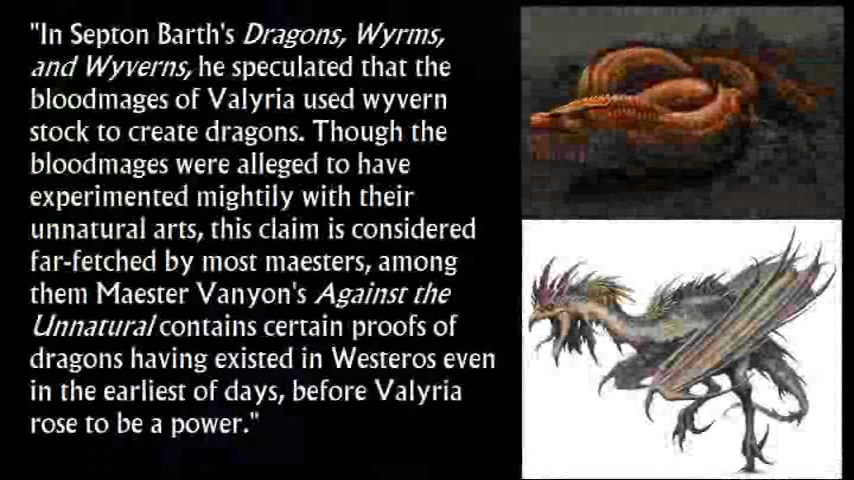 "In Septon Barth's Dragons, Wyrms,
and Wyverns, he speculated that the
bloodmages of Valyria used wyvern
stock to create dragons. Though the
bloodmages were alleged to have
experimented mightily with their
unnatural arts, this claim is considered
far-fetched by most maesters, among
them Maester Vanyon's Against the
Unnatural contains certain proofs of
dragons having existed in Westeros even
in the earliest of days, before Valyria
rose to be a power."